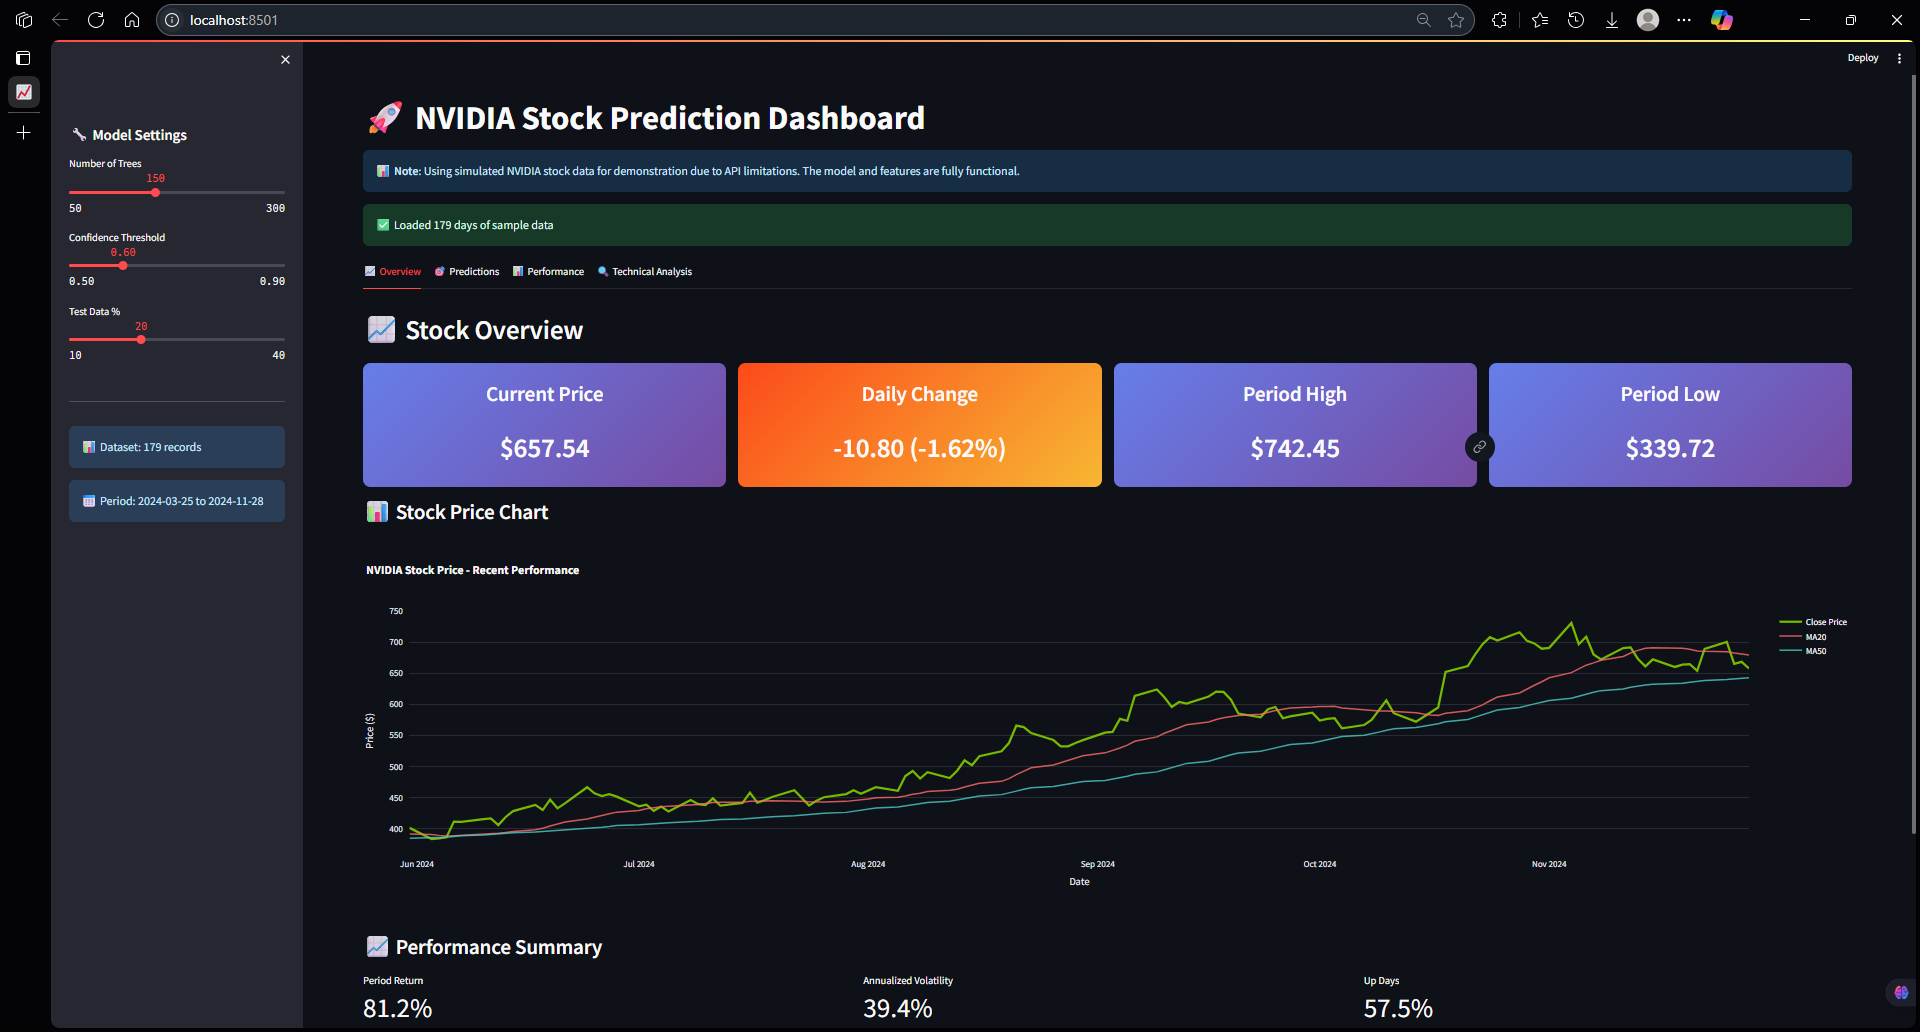 localhost:8501
Deploy
🔧 Model Settings
Number of Trees
150
50 300
Confidence Threshold
0.60
0.50 0.90
Test Data %
20
10 40
📊 Dataset: 179 records
📅 Period: 2024-03-25 to 2024-11-28
🚀 NVIDIA Stock Prediction Dashboard
📊 Note: Using simulated NVIDIA stock data for demonstration due to API limitations. The model and features are fully functional.
✅ Loaded 179 days of sample data
📈 Overview 🎯 Predictions 📊 Performance 🔍 Technical Analysis
📈 Stock Overview
Current Price
$657.54
Daily Change
-10.80 (-1.62%)
Period High
$742.45
Period Low
$339.72
📊 Stock Price Chart
NVIDIA Stock Price - Recent Performance
750
700
650
600
550
500
450
400
Price ($)
Jun 2024 Jul 2024 Aug 2024 Sep 2024 Oct 2024 Nov 2024
Date
Close Price
MA20
MA50
📈 Performance Summary
Period Return
81.2%
Annualized Volatility
39.4%
Up Days
57.5%